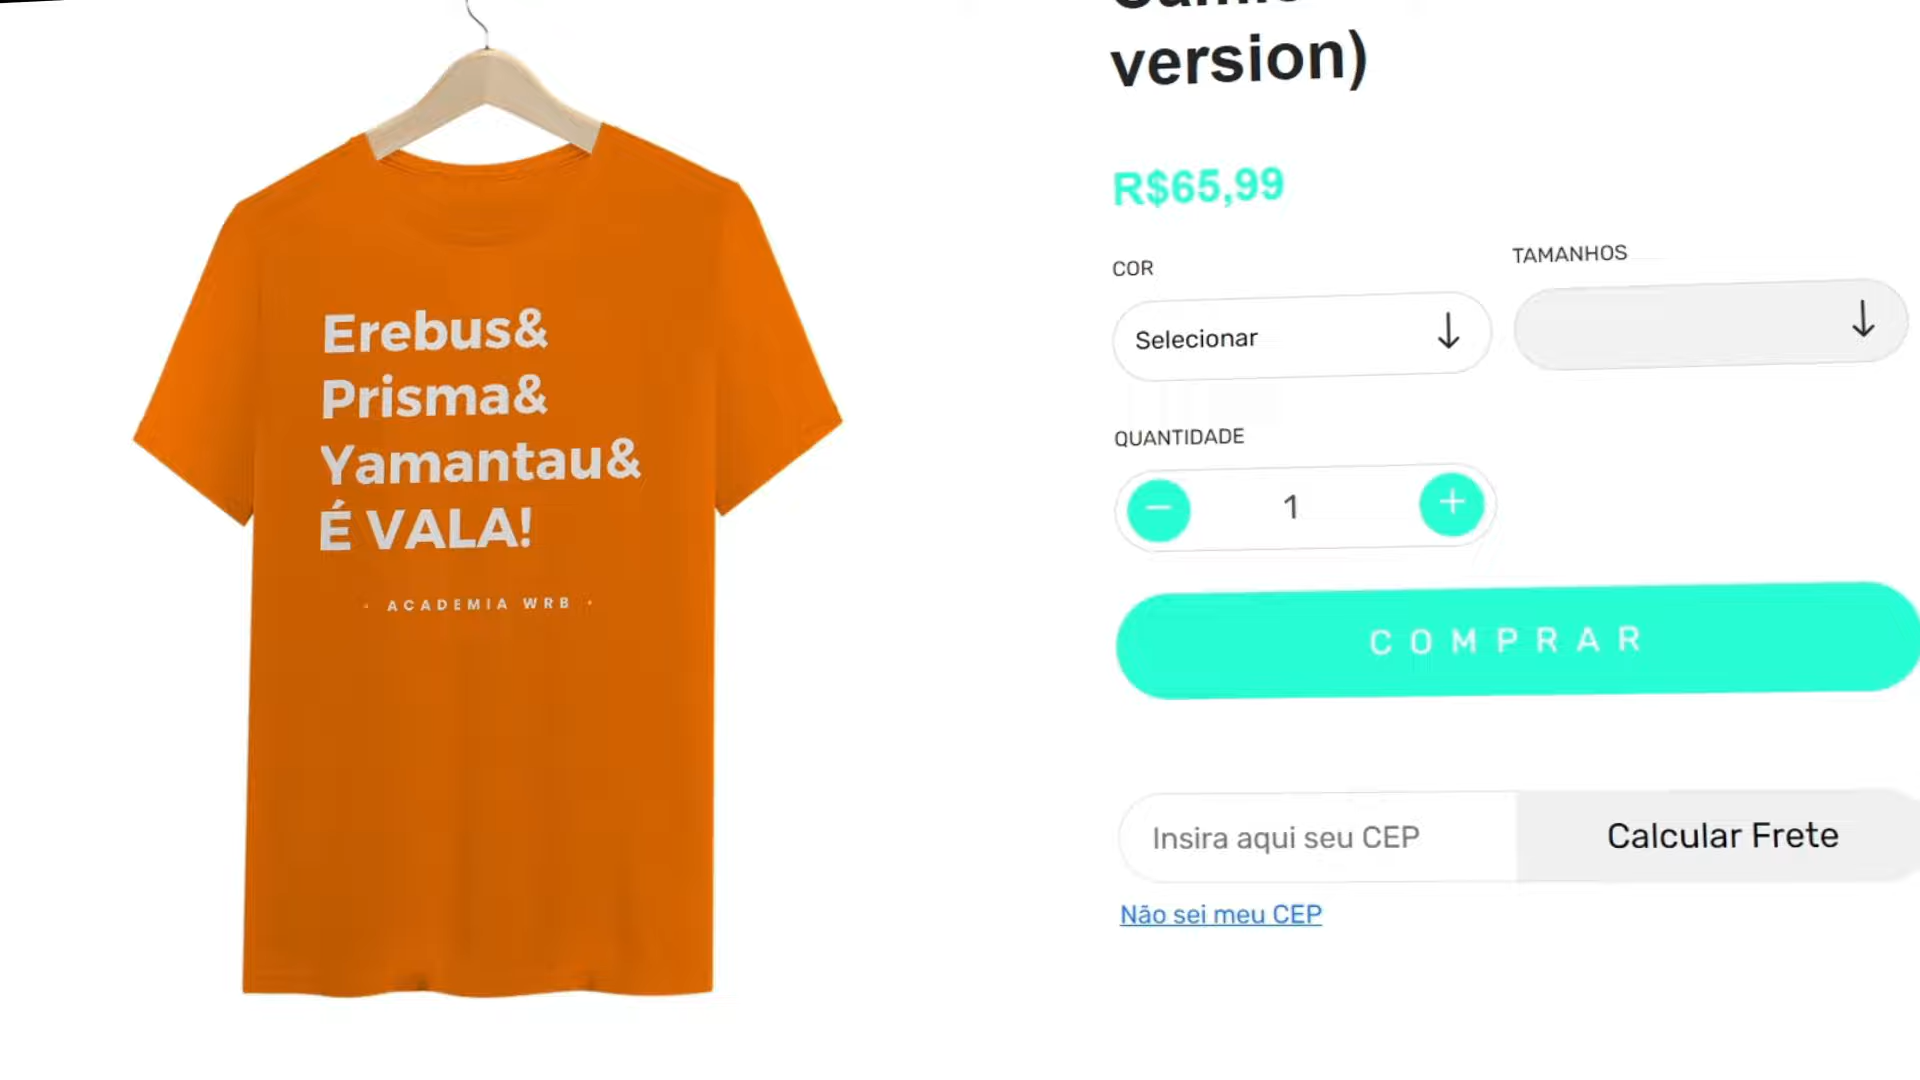 Erebus&
Prisma&
Yamantau&
É VALA!
ACADEMIA WRB
version)
R$65,99
COR
TAMANHOS
Selecionar
QUANTIDADE
1
COMPRAR
Insira aqui seu CEP
Calcular Frete
Não sei meu CEP